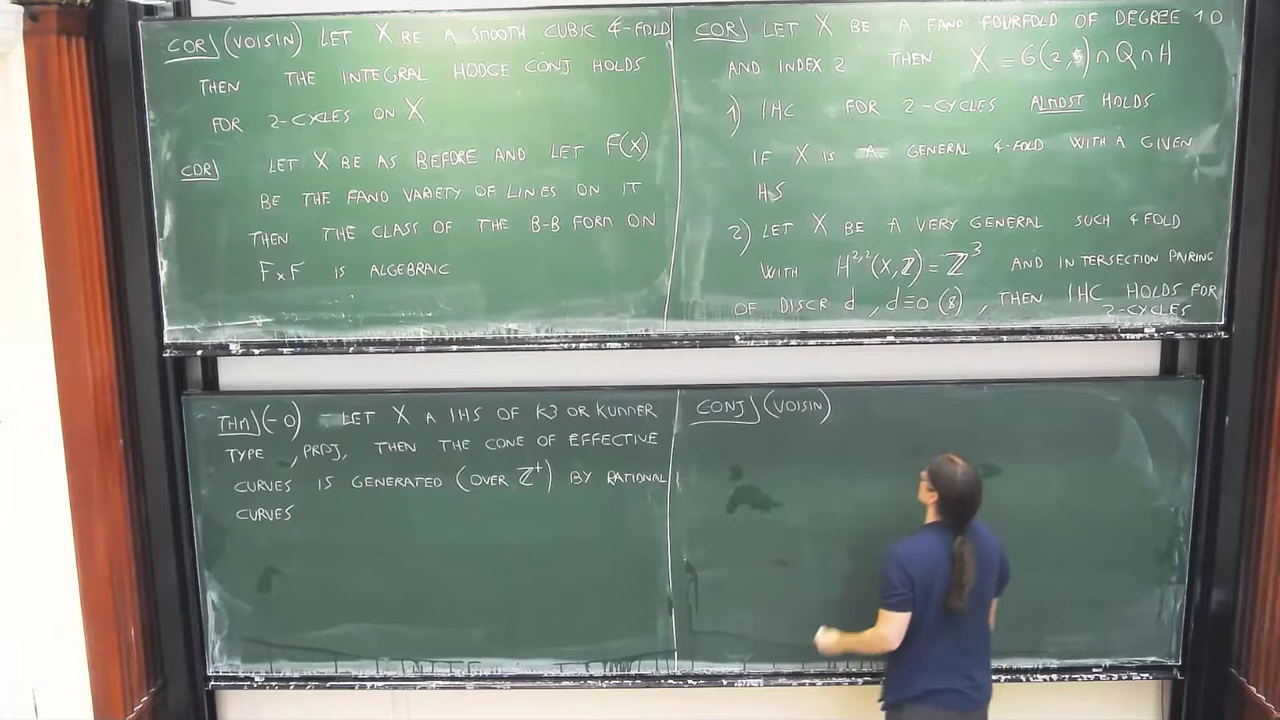 COR) (VOISIN) LET X BE A SMOOTH CUBIC 4-FOLD
THEN THE INTEGRAL HODGE CONJ HOLDS
FOR 2-CYCLES ON X
COR) LET X BE AS BEFORE AND LET F(X)
BE THE FANO VARIETY OF LINES ON IT
THEN THE CLASS OF THE B-B FORM ON
F×F IS ALGEBRAIC
COR) LET X BE A FANO FOURFOLD OF DEGREE 10
AND INDEX 2 THEN X = G(2,5)∩Q∩H
1) IHC FOR 2-CYCLES ALMOST HOLDS
IF X IS A GENERAL 4-FOLD WITH A GIVEN
HS
2) LET X BE A VERY GENERAL SUCH 4FOLD
WITH H^{2,2}(X,ℤ) = ℤ^3 AND INTERSECTION PAIRING
OF DISCR d, d≡0 (8), THEN IHC HOLDS FOR
2-CYCLES
THM) (-0) LET X A IHS OF K3 OR KUMMER
TYPE, PROJ, THEN THE CONE OF EFFECTIVE
CURVES IS GENERATED (OVER ℤ^+) BY RATIONAL
CURVES
CONJ) (VOISIN)